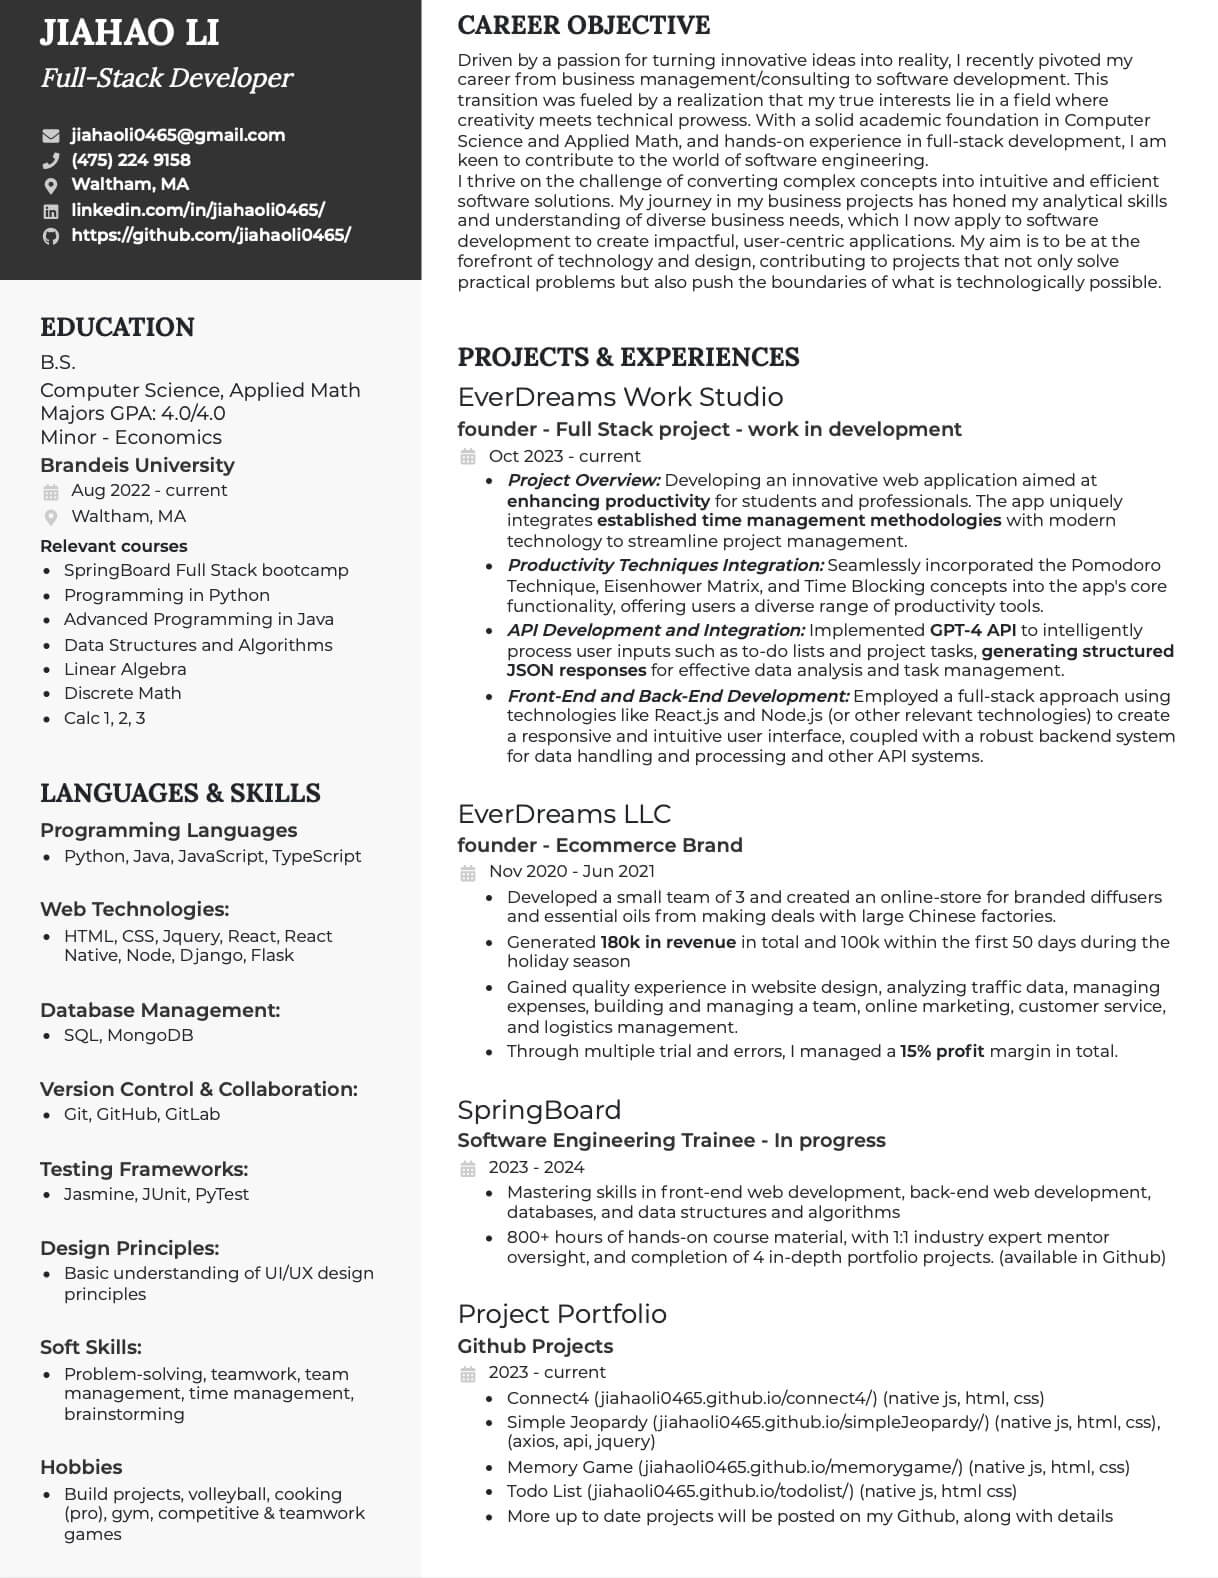 JIAHAO LI
Full-Stack Developer
jiahaoli0465@gmail.com
(475) 224 9158
Waltham, MA
linkedin.com/in/jiahaoli0465/
https://github.com/jiahaoli0465/
EDUCATION
B.S.
Computer Science, Applied Math
Majors GPA: 4.0/4.0
Minor - Economics
Brandeis University
Aug 2022 - current
Waltham, MA
Relevant courses
• SpringBoard Full Stack bootcamp
• Programming in Python
• Advanced Programming in Java
• Data Structures and Algorithms
• Linear Algebra
• Discrete Math
• Calc 1, 2, 3
LANGUAGES & SKILLS
Programming Languages
• Python, Java, JavaScript, TypeScript
Web Technologies:
• HTML, CSS, Jquery, React, React
Native, Node, Django, Flask
Database Management:
• SQL, MongoDB
Version Control & Collaboration:
• Git, GitHub, GitLab
Testing Frameworks:
• Jasmine, JUnit, PyTest
Design Principles:
• Basic understanding of UI/UX design
principles
Soft Skills:
• Problem-solving, teamwork, team
management, time management,
brainstorming
Hobbies
• Build projects, volleyball, cooking
(pro), gym, competitive & teamwork
games
CAREER OBJECTIVE
Driven by a passion for turning innovative ideas into reality, I recently pivoted my
career from business management/consulting to software development. This
transition was fueled by a realization that my true interests lie in a field where
creativity meets technical prowess. With a solid academic foundation in Computer
Science and Applied Math, and hands-on experience in full-stack development, I am
keen to contribute to the world of software engineering.
I thrive on the challenge of converting complex concepts into intuitive and efficient
software solutions. My journey in my business projects has honed my analytical skills
and understanding of diverse business needs, which I now apply to software
development to create impactful, user-centric applications. My aim is to be at the
forefront of technology and design, contributing to projects that not only solve
practical problems but also push the boundaries of what is technologically possible.
PROJECTS & EXPERIENCES
EverDreams Work Studio
founder - Full Stack project - work in development
Oct 2023 - current
• Project Overview: Developing an innovative web application aimed at
enhancing productivity for students and professionals. The app uniquely
integrates established time management methodologies with modern
technology to streamline project management.
• Productivity Techniques Integration: Seamlessly incorporated the Pomodoro
Technique, Eisenhower Matrix, and Time Blocking concepts into the app's core
functionality, offering users a diverse range of productivity tools.
• API Development and Integration: Implemented GPT-4 API to intelligently
process user inputs such as to-do lists and project tasks, generating structured
JSON responses for effective data analysis and task management.
• Front-End and Back-End Development: Employed a full-stack approach using
technologies like React.js and Node.js (or other relevant technologies) to create
a responsive and intuitive user interface, coupled with a robust backend system
for data handling and processing and other API systems.
EverDreams LLC
founder - Ecommerce Brand
Nov 2020 - Jun 2021
• Developed a small team of 3 and created an online-store for branded diffusers
and essential oils from making deals with large Chinese factories.
• Generated 180k in revenue in total and 100k within the first 50 days during the
holiday season
• Gained quality experience in website design, analyzing traffic data, managing
expenses, building and managing a team, online marketing, customer service,
and logistics management.
• Through multiple trial and errors, I managed a 15% profit margin in total.
SpringBoard
Software Engineering Trainee - In progress
2023 - 2024
• Mastering skills in front-end web development, back-end web development,
databases, and data structures and algorithms
• 800+ hours of hands-on course material, with 1:1 industry expert mentor
oversight, and completion of 4 in-depth portfolio projects. (available in Github)
Project Portfolio
Github Projects
2023 - current
• Connect4 (jiahaoli0465.github.io/connect4/) (native js, html, css)
• Simple Jeopardy (jiahaoli0465.github.io/simpleJeopardy/) (native js, html, css),
(axios, api, jquery)
• Memory Game (jiahaoli0465.github.io/memorygame/) (native js, html, css)
• Todo List (jiahaoli0465.github.io/todolist/) (native js, html css)
• More up to date projects will be posted on my Github, along with details